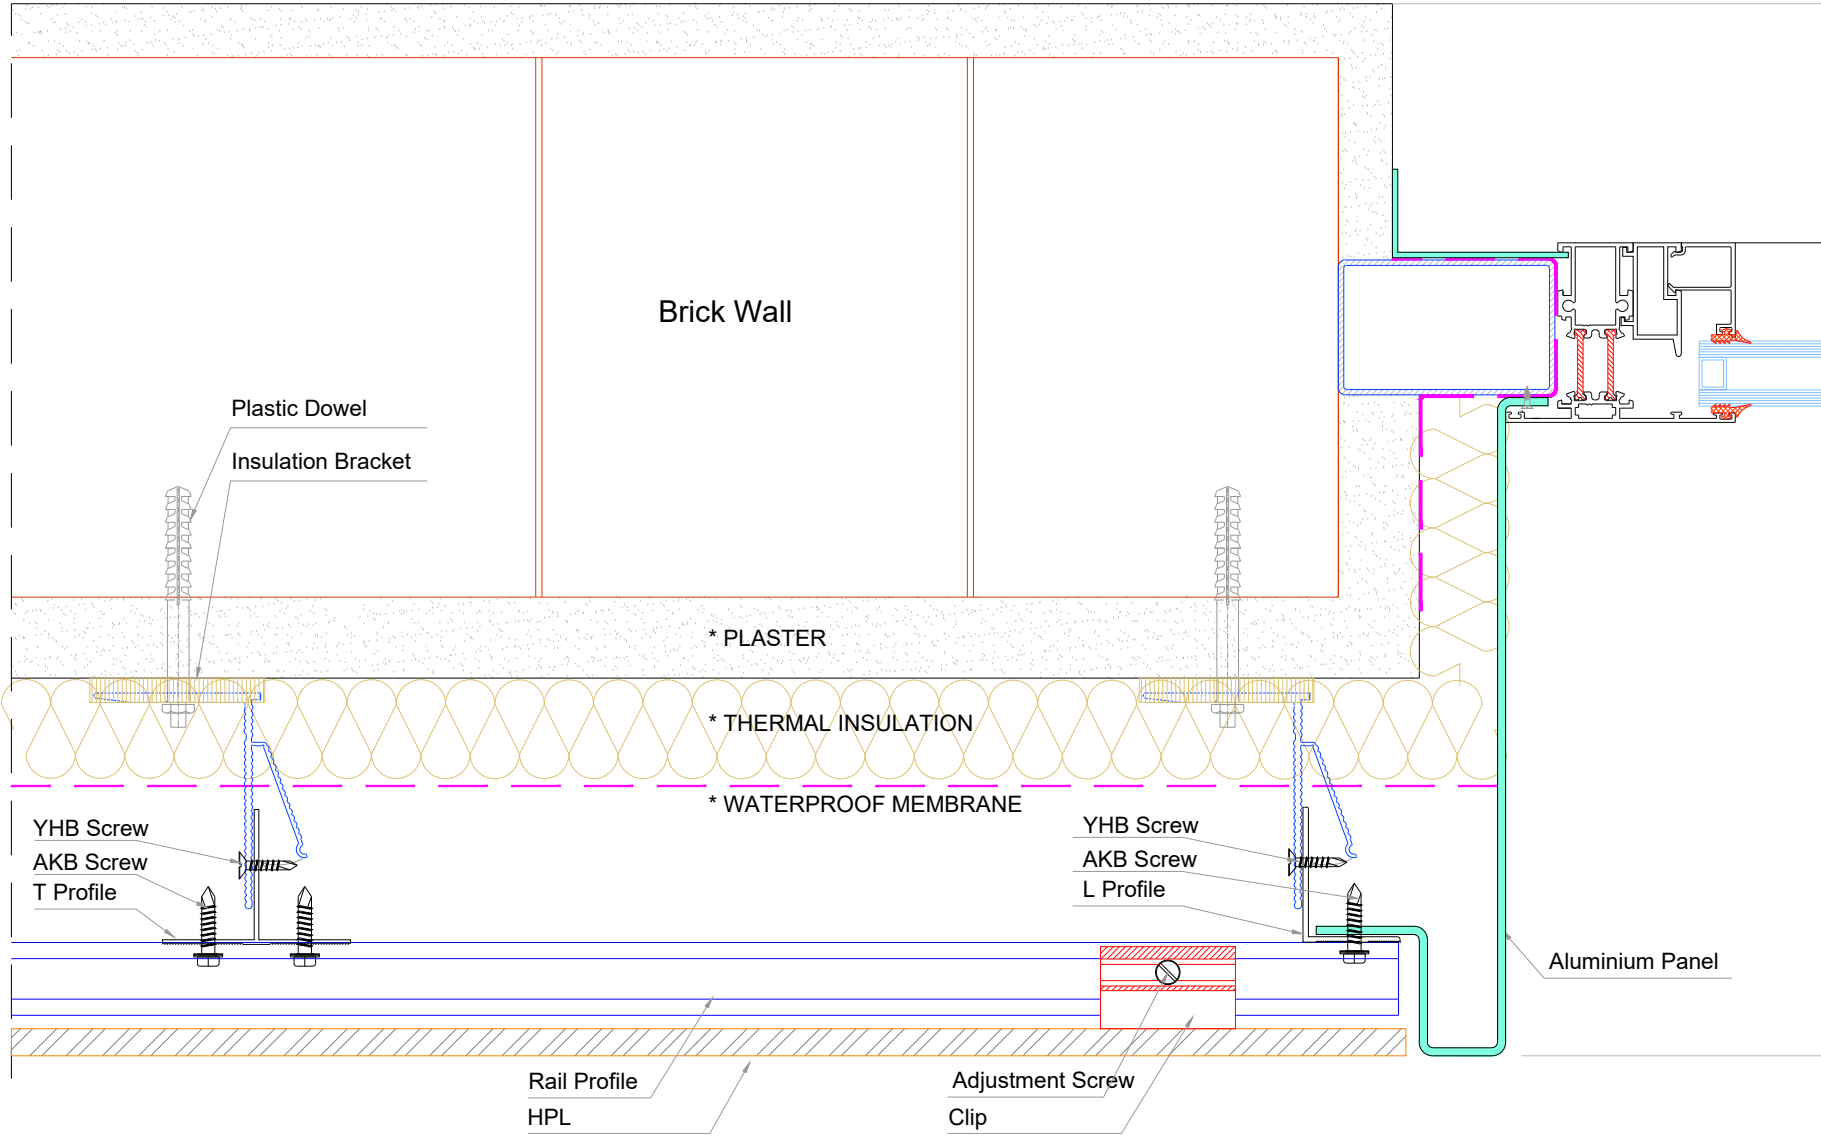 Brick Wall
Plastic Dowel
Insulation Bracket
* PLASTER
* THERMAL INSULATION
* WATERPROOF MEMBRANE
YHB Screw
AKB Screw
T Profile
YHB Screw
AKB Screw
L Profile
Aluminium Panel
Rail Profile
HPL
Adjustment Screw
Clip